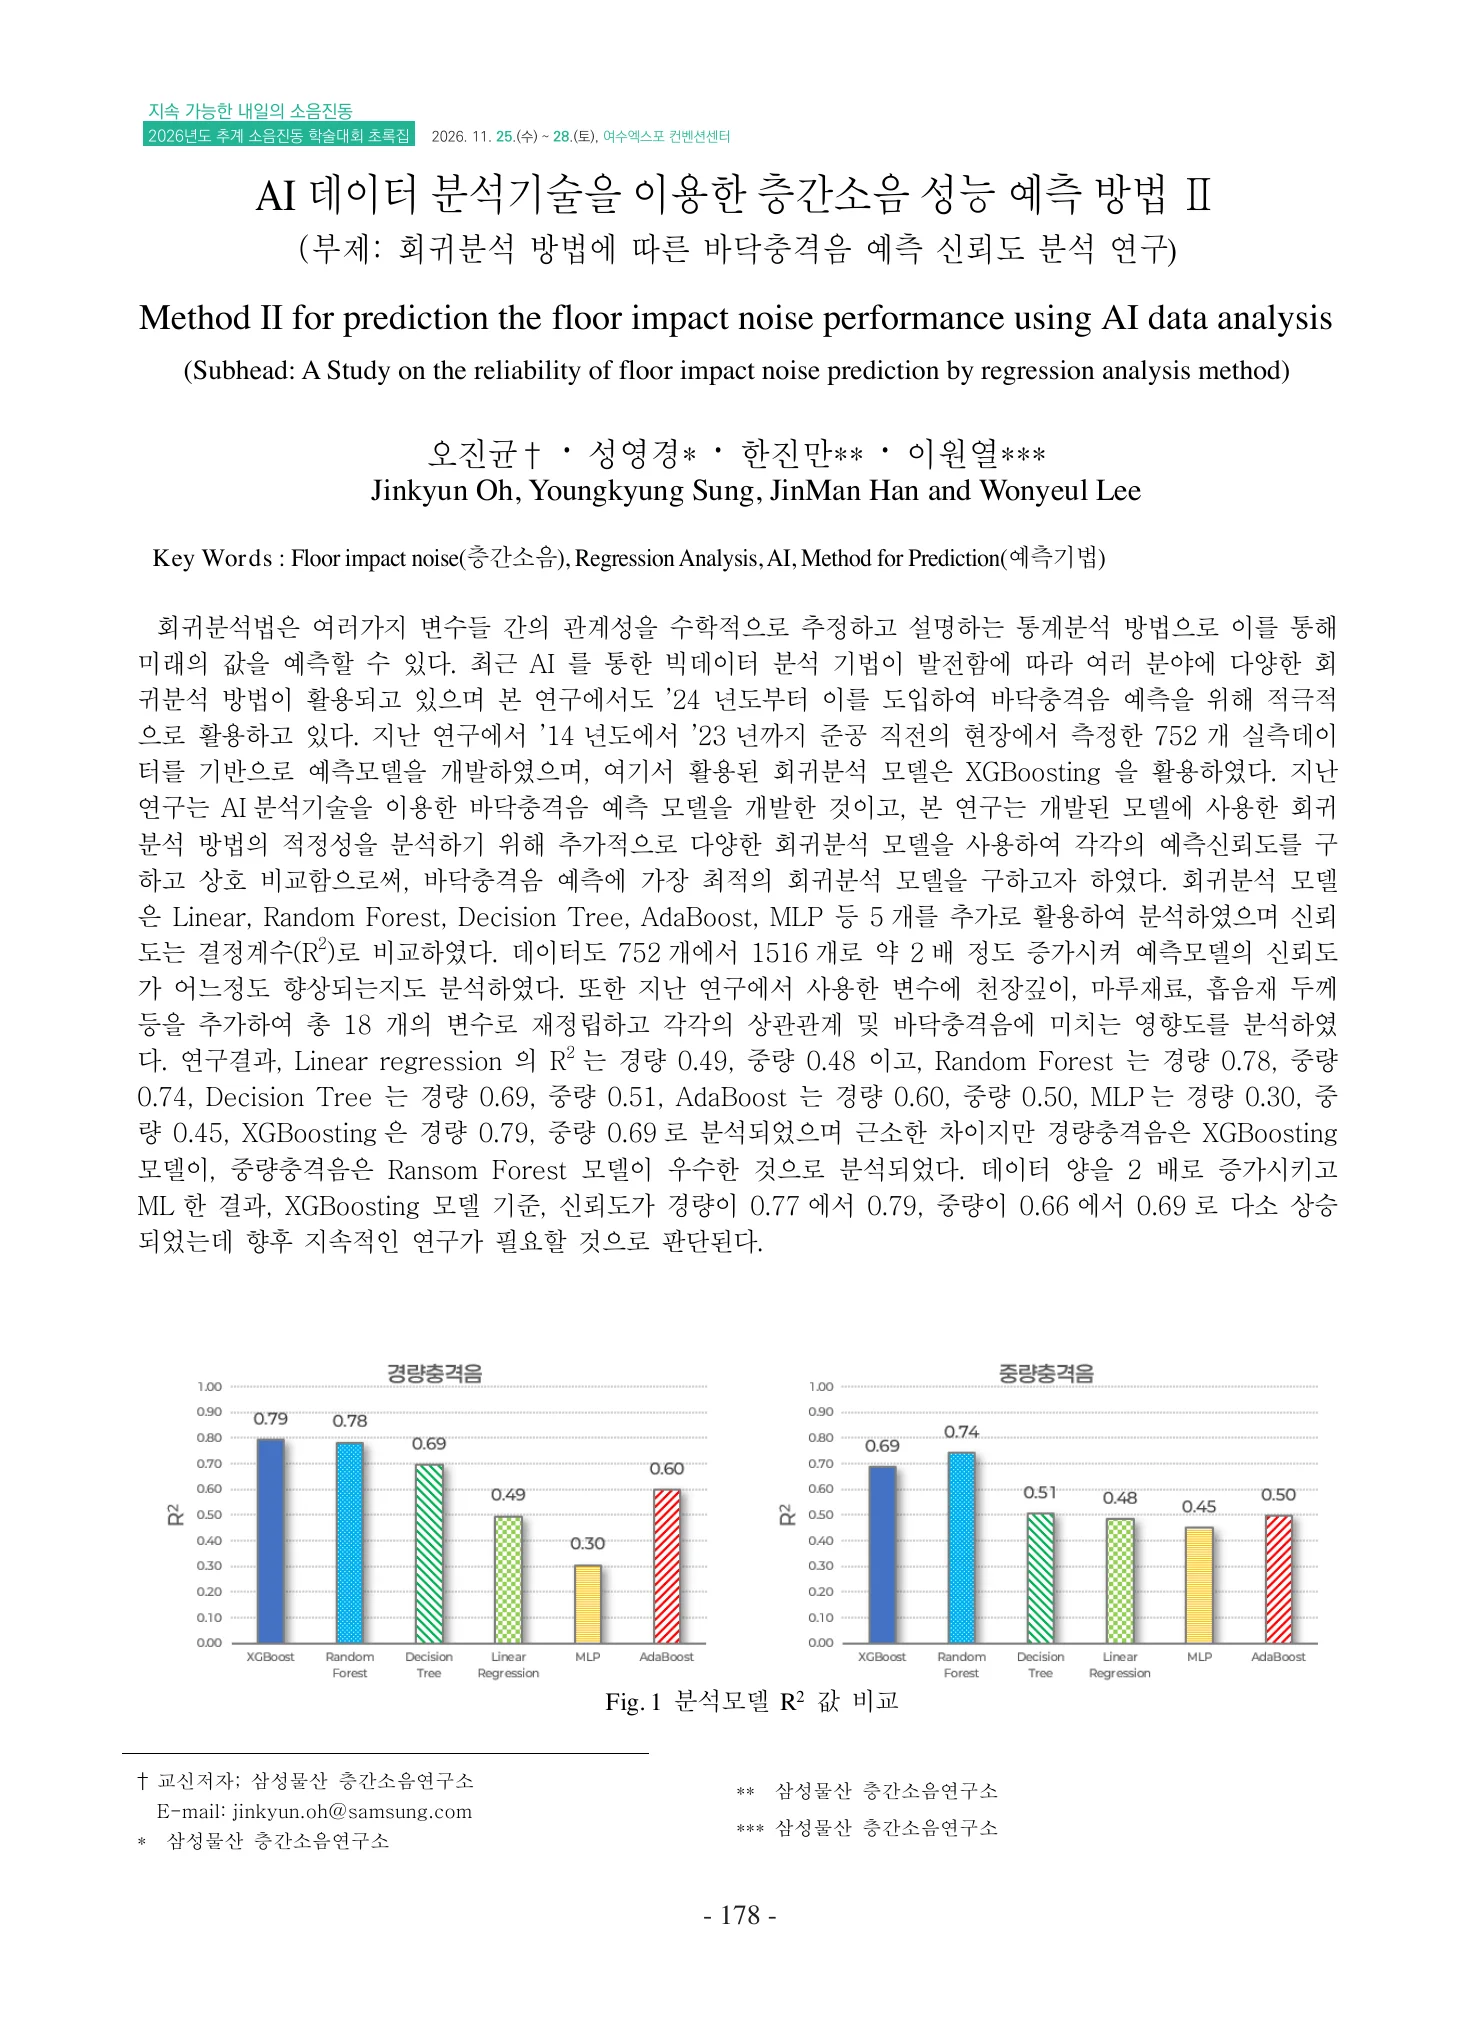 지속 가능한 내일의 소음진동
2026년도 추계 소음진동 학술대회 초록집 2026. 11. 25.(수) ~ 28.(토), 여수엑스포 컨벤션센터
AI 데이터 분석기술을 이용한 층간소음 성능 예측 방법 Ⅱ
(부제: 회귀분석 방법에 따른 바닥충격음 예측 신뢰도 분석 연구)
Method II for prediction the floor impact noise performance using AI data analysis
(Subhead: A Study on the reliability of floor impact noise prediction by regression analysis method)
오진균† · 성영경* · 한진만** · 이원열***
Jinkyun Oh, Youngkyung Sung, JinMan Han and Wonyeul Lee
Key Words : Floor impact noise(층간소음), Regression Analysis, AI, Method for Prediction(예측기법)
회귀분석법은 여러가지 변수들 간의 관계성을 수학적으로 추정하고 설명하는 통계분석 방법으로 이를 통해
미래의 값을 예측할 수 있다. 최근 AI 를 통한 빅데이터 분석 기법이 발전함에 따라 여러 분야에 다양한 회
귀분석 방법이 활용되고 있으며 본 연구에서도 ’24 년도부터 이를 도입하여 바닥충격음 예측을 위해 적극적
으로 활용하고 있다. 지난 연구에서 ’14 년도에서 ’23 년까지 준공 직전의 현장에서 측정한 752 개 실측데이
터를 기반으로 예측모델을 개발하였으며, 여기서 활용된 회귀분석 모델은 XGBoosting 을 활용하였다. 지난
연구는 AI 분석기술을 이용한 바닥충격음 예측 모델을 개발한 것이고, 본 연구는 개발된 모델에 사용한 회귀
분석 방법의 적정성을 분석하기 위해 추가적으로 다양한 회귀분석 모델을 사용하여 각각의 예측신뢰도를 구
하고 상호 비교함으로써, 바닥충격음 예측에 가장 최적의 회귀분석 모델을 구하고자 하였다. 회귀분석 모델
은 Linear, Random Forest, Decision Tree, AdaBoost, MLP 등 5 개를 추가로 활용하여 분석하였으며 신뢰
도는 결정계수(R²)로 비교하였다. 데이터도 752 개에서 1516 개로 약 2 배 정도 증가시켜 예측모델의 신뢰도
가 어느정도 향상되는지도 분석하였다. 또한 지난 연구에서 사용한 변수에 천장깊이, 마루재료, 흡음재 두께
등을 추가하여 총 18 개의 변수로 재정립하고 각각의 상관관계 및 바닥충격음에 미치는 영향도를 분석하였
다. 연구결과, Linear regression 의 R² 는 경량 0.49, 중량 0.48 이고, Random Forest 는 경량 0.78, 중량
0.74, Decision Tree 는 경량 0.69, 중량 0.51, AdaBoost 는 경량 0.60, 중량 0.50, MLP 는 경량 0.30, 중
량 0.45, XGBoosting 은 경량 0.79, 중량 0.69 로 분석되었으며 근소한 차이지만 경량충격음은 XGBoosting
모델이, 중량충격음은 Ransom Forest 모델이 우수한 것으로 분석되었다. 데이터 양을 2 배로 증가시키고
ML 한 결과, XGBoosting 모델 기준, 신뢰도가 경량이 0.77 에서 0.79, 중량이 0.66 에서 0.69 로 다소 상승
되었는데 향후 지속적인 연구가 필요할 것으로 판단된다.
경량충격음
R²
1.00
0.90
0.80
0.70
0.60
0.50
0.40
0.30
0.20
0.10
0.00
0.79 0.78 0.69 0.49 0.30 0.60
XGBoost Random Decision Linear MLP AdaBoost
Forest Tree Regression
중량충격음
R²
1.00
0.90
0.80
0.70
0.60
0.50
0.40
0.30
0.20
0.10
0.00
0.69 0.74 0.51 0.48 0.45 0.50
XGBoost Random Decision Linear MLP AdaBoost
Forest Tree Regression
Fig. 1 분석모델 R² 값 비교
† 교신저자; 삼성물산 층간소음연구소
E-mail: jinkyun.oh@samsung.com
* 삼성물산 층간소음연구소
** 삼성물산 층간소음연구소
*** 삼성물산 층간소음연구소
- 178 -